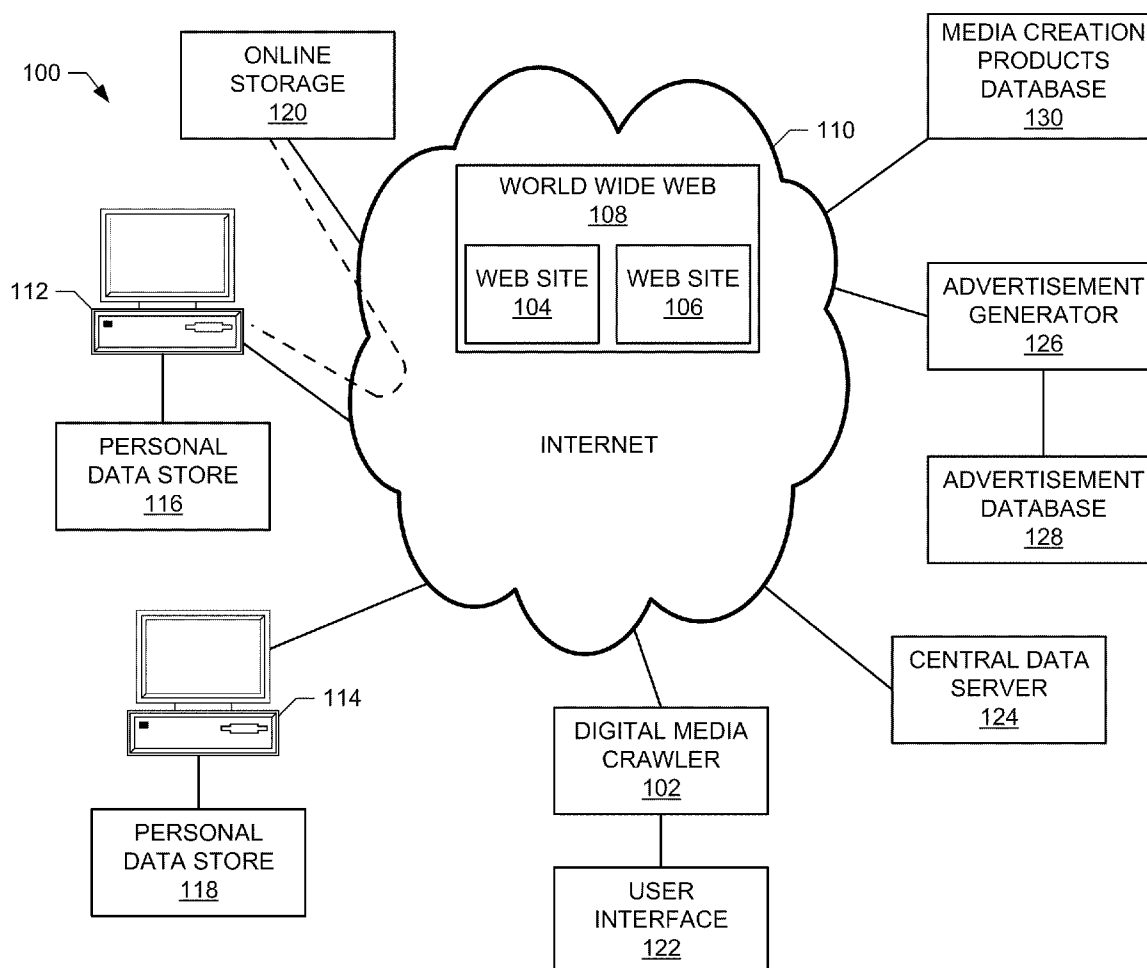 100
ONLINE
STORAGE
120
MEDIA CREATION
PRODUCTS
DATABASE
130
110
WORLD WIDE WEB
108
WEB SITE
104
WEB SITE
106
112
ADVERTISEMENT
GENERATOR
126
PERSONAL
DATA STORE
116
INTERNET
ADVERTISEMENT
DATABASE
128
114
CENTRAL DATA
SERVER
124
DIGITAL MEDIA
CRAWLER
102
PERSONAL
DATA STORE
118
USER
INTERFACE
122